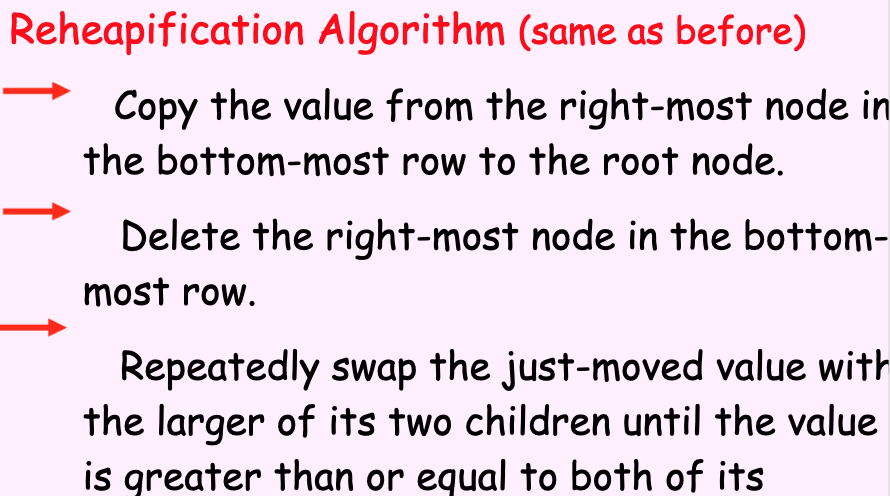 Reheapification Algorithm (same as before)
Copy the value from the right-most node in
the bottom-most row to the root node.
Delete the right-most node in the bottom-
most row.
Repeatedly swap the just-moved value with
the larger of its two children until the value
is greater than or equal to both of its